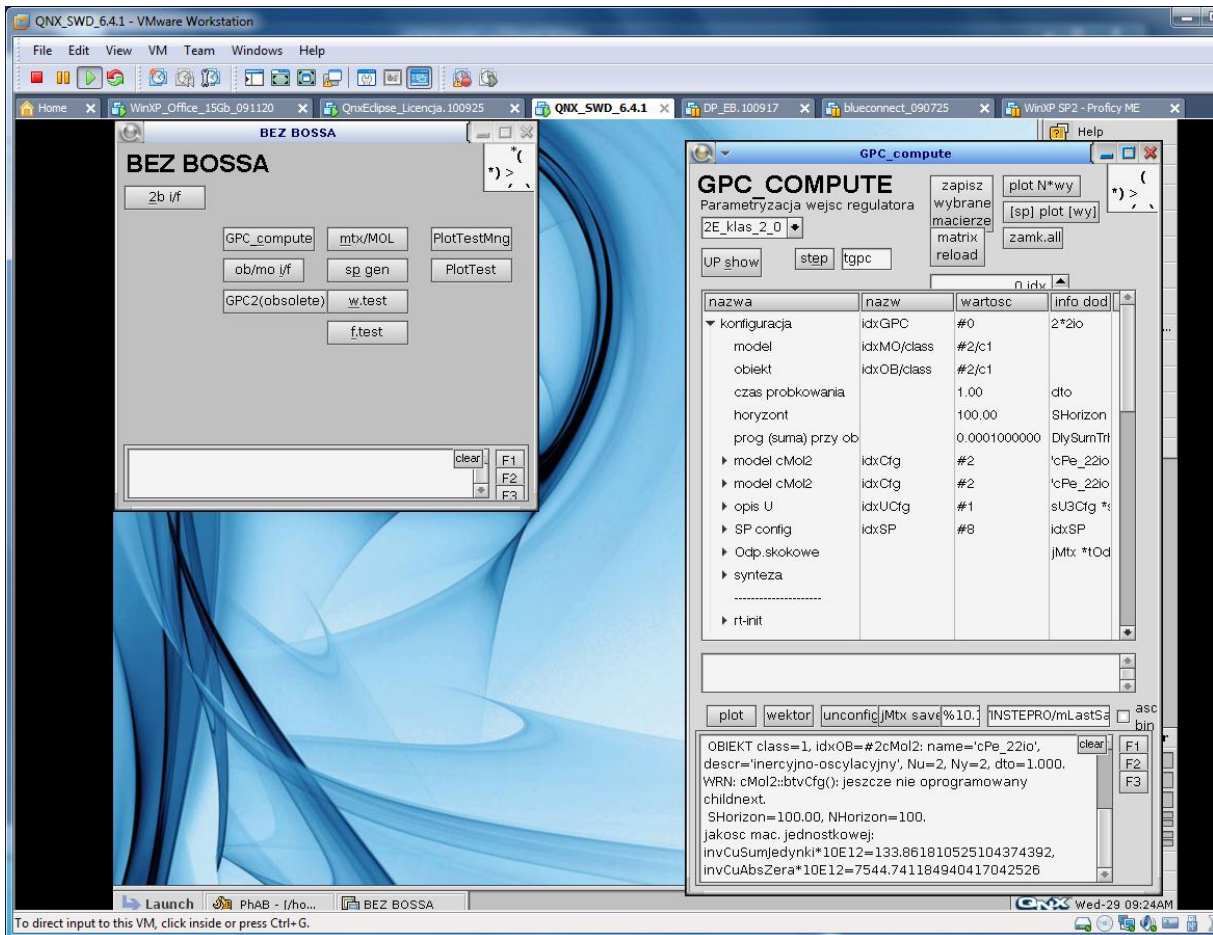 QNX_SWD_6.4.1 - VMware Workstation
File Edit View VM Team Windows Help
Home WinXP_Office_15Gb_091120 QnxEclipse_Licencja.100925 QNX_SWD_6.4.1 DP_EB.100917 blueconnect_090725 WinXP SP2 - Proficy ME
Help
BEZ BOSSA
BEZ BOSSA
2b i/f
GPC_compute mtx/MOL PlotTestMng
ob/mo i/f sp gen PlotTest
GPC2(obsolete) w.test
f.test
clear F1
F2
F3
GPC_compute
GPC_COMPUTE
Parametryzacja wejsc regulatora
2E_klas_2_0
UP show step tgpc
zapisz
wybrane
macierze
matrix
reload
plot N*wy
[sp] plot [wy]
zamk.all
0 idx
nazwa nazw wartosc info dod
konfiguracja idxGPC #0 2*2io
model idxMO/class #2/c1
obiekt idxOB/class #2/c1
czas probkowania 1.00 dto
horyzont 100.00 SHorizon
prog (suma) przy ob 0.0001000000 DlySumTrh
model cMol2 idxCfg #2 'cPe_22io
model cMol2 idxCfg #2 'cPe_22io
opis U idxUCfg #1 sU3Cfg
SP config idxSP #8 idxSP
Odp.skokowe jMtx *tOd
synteza
---------------------
rt-init
plot wektor unconfig jMtx save %10. INSTEPRO/mLastSa asc
bin
OBIEKT class=1, idxOB=#2cMol2: name='cPe_22io',
descr='inercyjno-oscylacyjny', Nu=2, Ny=2, dto=1.000.
WRN: cMol2::btvCfg(): jeszcze nie oprogramowany
childnext.
SHorizon=100.00, NHorizon=100.
jakosc mac. jednostkowej:
invCuSumJedynki*10E12=133.861810525104374392,
invCuAbsZera*10E12=7544.741184940417042526
clear F1
F2
F3
Launch PhAB - [/ho... BEZ BOSSA QNX Wed-29 09:24AM
To direct input to this VM, click inside or press Ctrl+G.